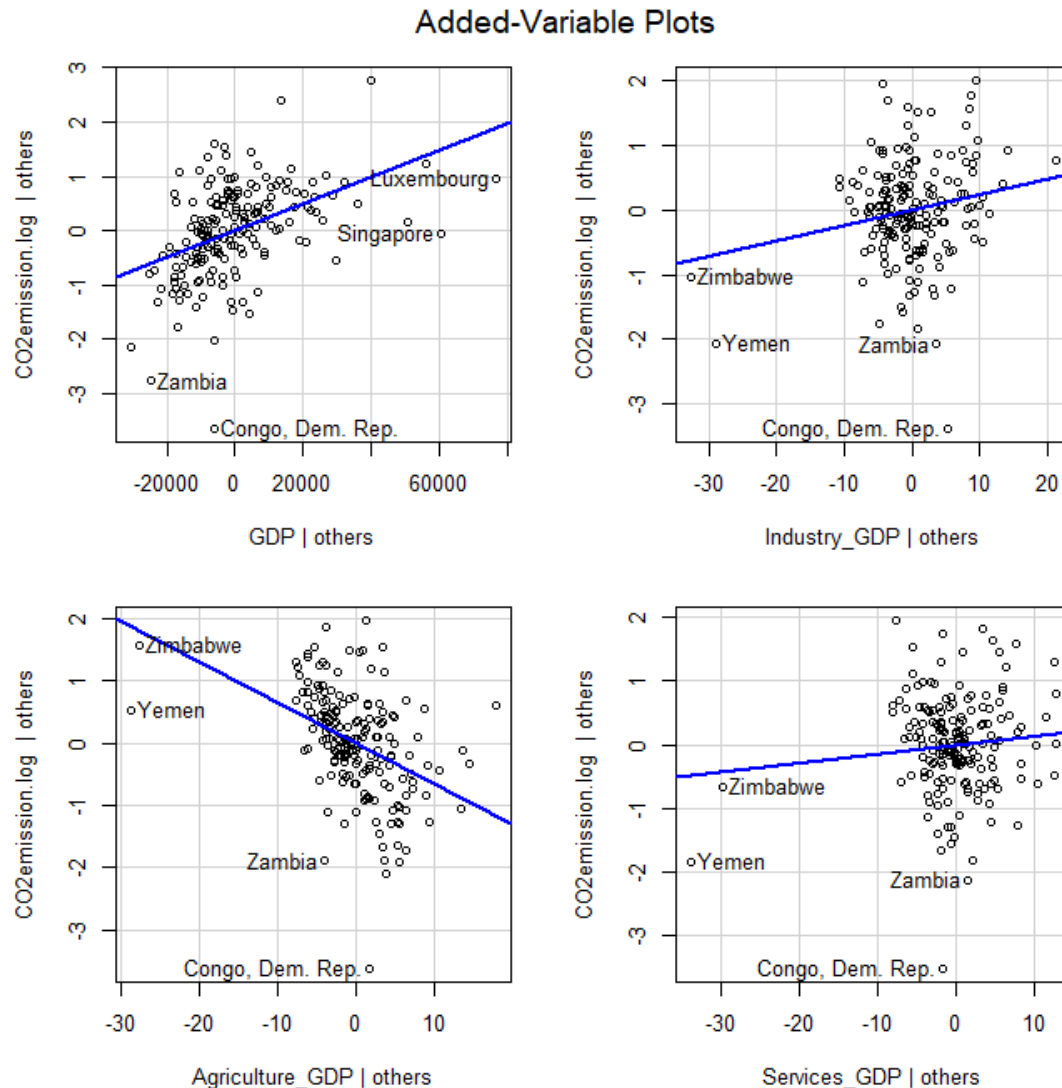 Added-Variable Plots
CO2emission.log | others
3
2
1
0
-1
-2
-3
Luxembourg
Singapore
Zambia
Congo, Dem. Rep.
-20000 0 20000 60000
GDP | others
CO2emission.log | others
2
1
0
-1
-2
-3
Zimbabwe
Yemen
Zambia
Congo, Dem. Rep.
-30 -20 -10 0 10 20
Industry_GDP | others
CO2emission.log | others
2
1
0
-1
-2
-3
Zimbabwe
Yemen
Zambia
Congo, Dem. Rep.
-30 -20 -10 0 10
Agriculture_GDP | others
CO2emission.log | others
2
1
0
-1
-2
-3
Zimbabwe
Yemen
Zambia
Congo, Dem. Rep.
-30 -20 -10 0 10
Services_GDP | others